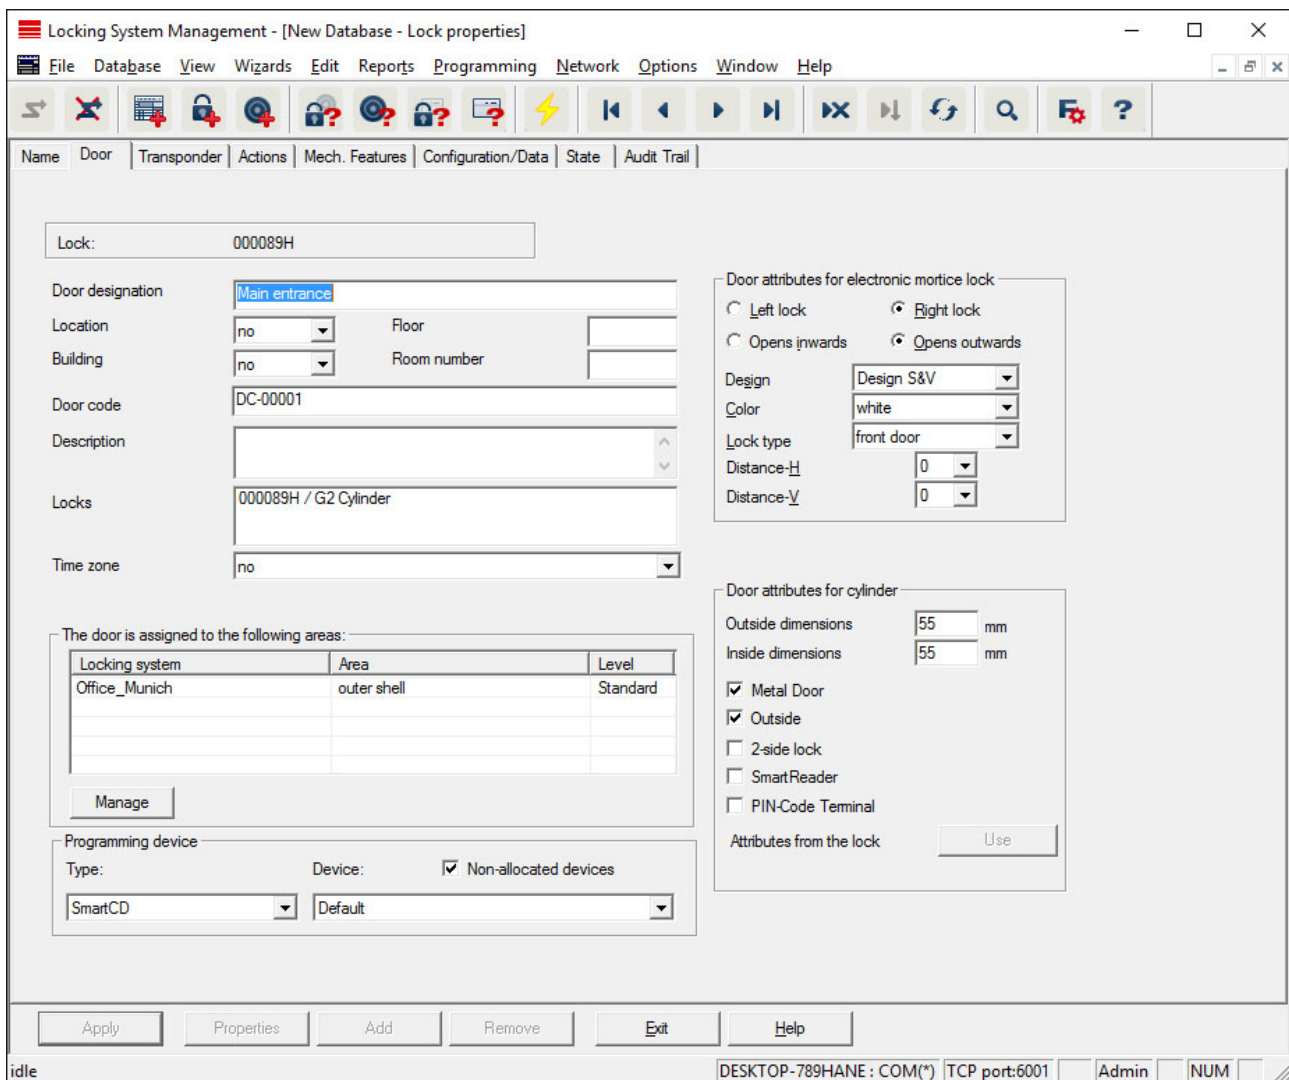 Locking System Management - [New Database - Lock properties]
File Database View Wizards Edit Reports Programming Network Options Window Help
Name Door Transponder Actions Mech. Features Configuration/Data State Audit Trail
Lock: 000089H
Door designation Main entrance
Location no Floor
Building no Room number
Door code DC-00001
Description
Locks 000089H / G2 Cylinder
Time zone no
The door is assigned to the following areas:
Locking system Area Level
Office_Munich outer shell Standard
Manage
Programming device
Type: Device: Non-allocated devices
SmartCD Default
Door attributes for electronic mortice lock
Left lock Right lock
Opens inwards Opens outwards
Design Design S&V
Color white
Lock type front door
Distance-H 0
Distance-V 0
Door attributes for cylinder
Outside dimensions 55 mm
Inside dimensions 55 mm
Metal Door
Outside
2-side lock
SmartReader
PIN-Code Terminal
Attributes from the lock Use
Apply Properties Add Remove Exit Help
idle DESKTOP-789HANE : COM(*) TCP port:6001 Admin NUM